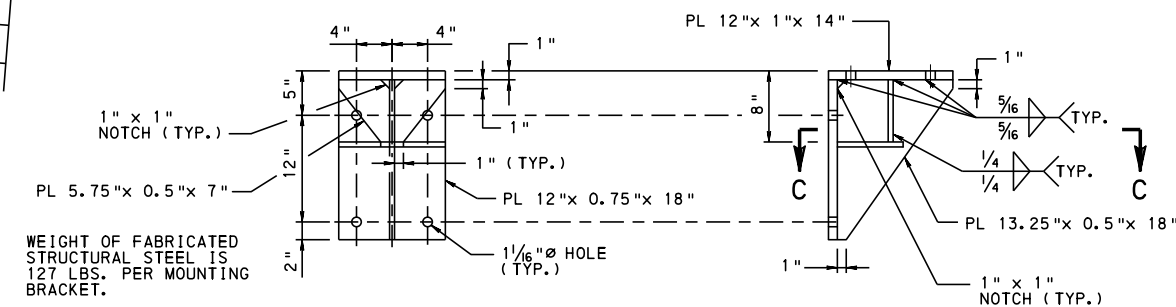 PL 12"x 1"x 14"
4" 4"
1"
1"
5"
8"
1" x 1"
NOTCH (TYP.)
1"
5/16
5/16
TYP.
12"
1" (TYP.)
1/4
1/4
TYP.
C C
PL 5.75"x 0.5"x 7"
PL 12"x 0.75"x 18"
PL 13.25"x 0.5"x 18"
WEIGHT OF FABRICATED
STRUCTURAL STEEL IS
127 LBS. PER MOUNTING
BRACKET.
2"
1 1/16"Ø HOLE
(TYP.)
1"
1" x 1"
NOTCH (TYP.)